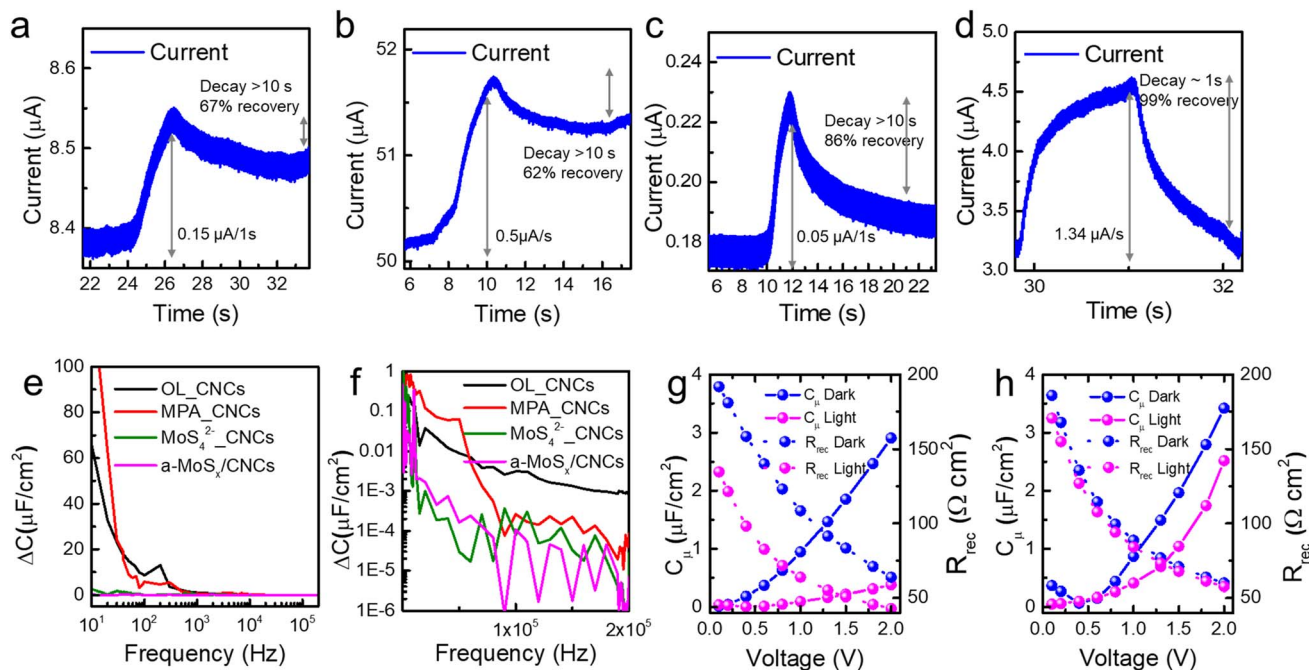 a
Current
Decay >10 s
67% recovery
0.15 µA/1s
8.6
8.5
8.4
Current (µA)
22 24 26 28 30 32
Time (s)
b
Current
Decay >10 s
62% recovery
0.5µA/s
52
51
50
Current (µA)
6 8 10 12 14 16
Time (s)
c
Current
Decay >10 s
86% recovery
0.05 µA/1s
0.24
0.22
0.20
0.18
Current (µA)
6 8 10 12 14 16 18 20 22
Time (s)
d
Current
Decay ~ 1s
99% recovery
1.34 µA/s
5.0
4.5
4.0
3.5
3.0
Current (µA)
30 32
Time (s)
e
OL_CNCs
MPA_CNCs
MoS₄²⁻_CNCs
a-MoSₓ/CNCs
100
80
60
40
20
0
ΔC(µF/cm²)
10¹ 10² 10³ 10⁴ 10⁵
Frequency (Hz)
f
OL_CNCs
MPA_CNCs
MoS₄²⁻_CNCs
a-MoSₓ/CNCs
1
0.1
0.01
1E-3
1E-4
1E-5
1E-6
ΔC(µF/cm²)
1x10⁵ 2x10⁵
Frequency (Hz)
g
Cµ Dark
Cµ Light
R_rec Dark
R_rec Light
4
3
2
1
0
Cµ (µF/cm²)
200
150
100
50
R_rec (Ω cm²)
0.0 0.5 1.0 1.5 2.0
Voltage (V)
h
Cµ Dark
Cµ Light
R_rec Dark
R_rec Light
4
3
2
1
0
Cµ (µF/cm²)
200
150
100
50
R_rec (Ω cm²)
0.0 0.5 1.0 1.5 2.0
Voltage (V)